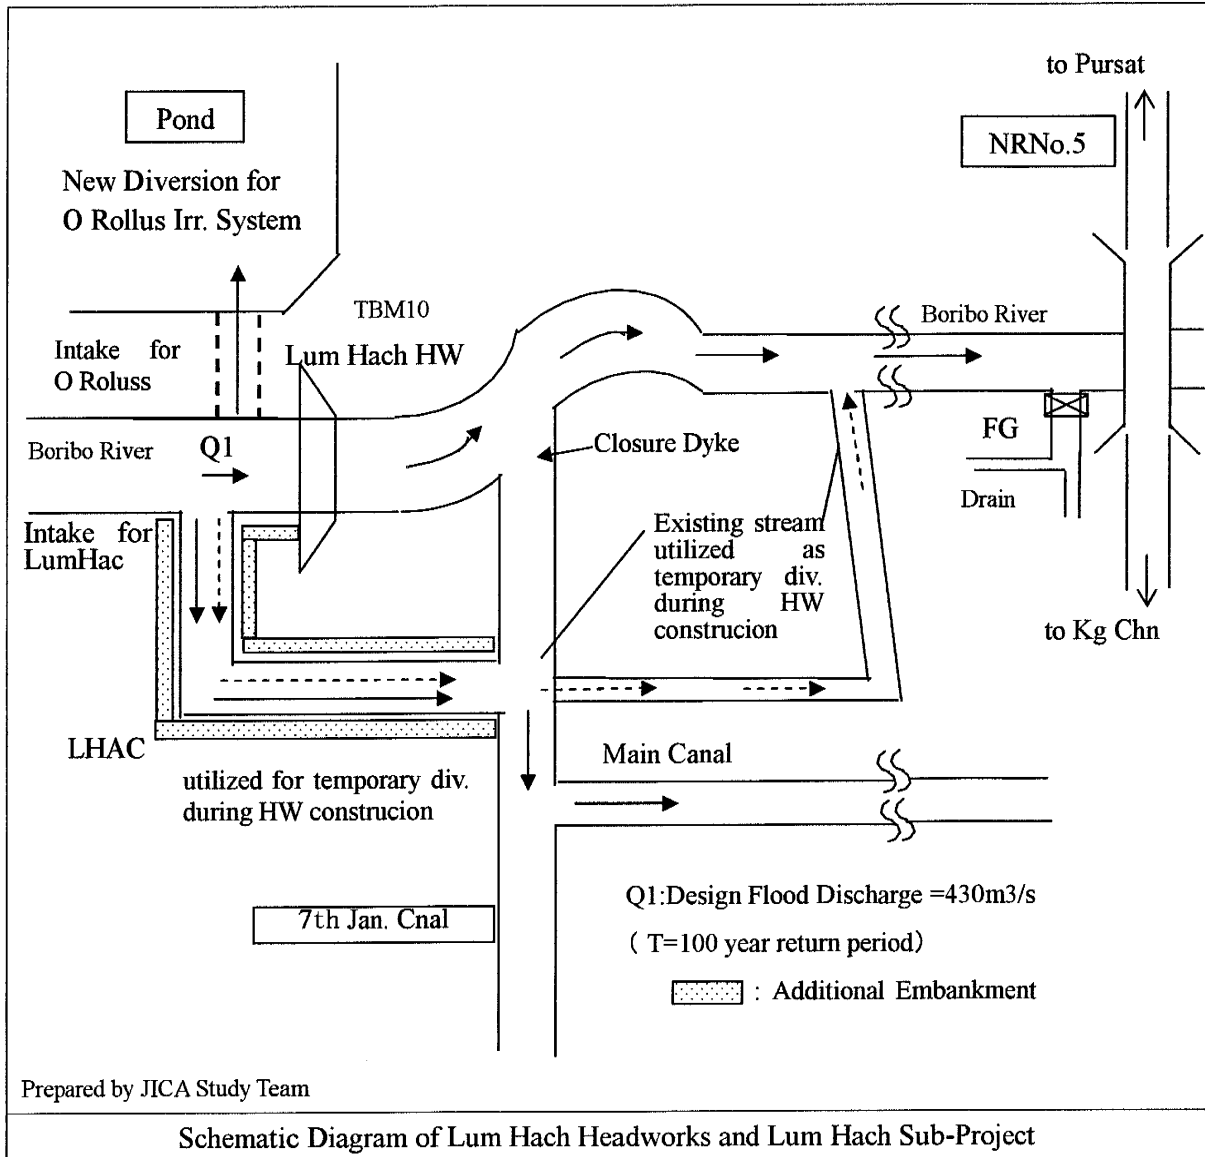 to Pursat
Pond
NRNo.5
New Diversion for
O Rollus Irr. System
TBM10
Boribo River
Intake for
O Roluss
Lum Hach HW
Boribo River
Q1
Closure Dyke
FG
Drain
Intake for
LumHac
Existing stream
utilized as
temporary div.
during HW
construcion
to Kg Chn
LHAC
Main Canal
utilized for temporary div.
during HW construcion
7th Jan. Cnal
Q1:Design Flood Discharge =430m3/s
( T=100 year return period)
: Additional Embankment
Prepared by JICA Study Team
Schematic Diagram of Lum Hach Headworks and Lum Hach Sub-Project